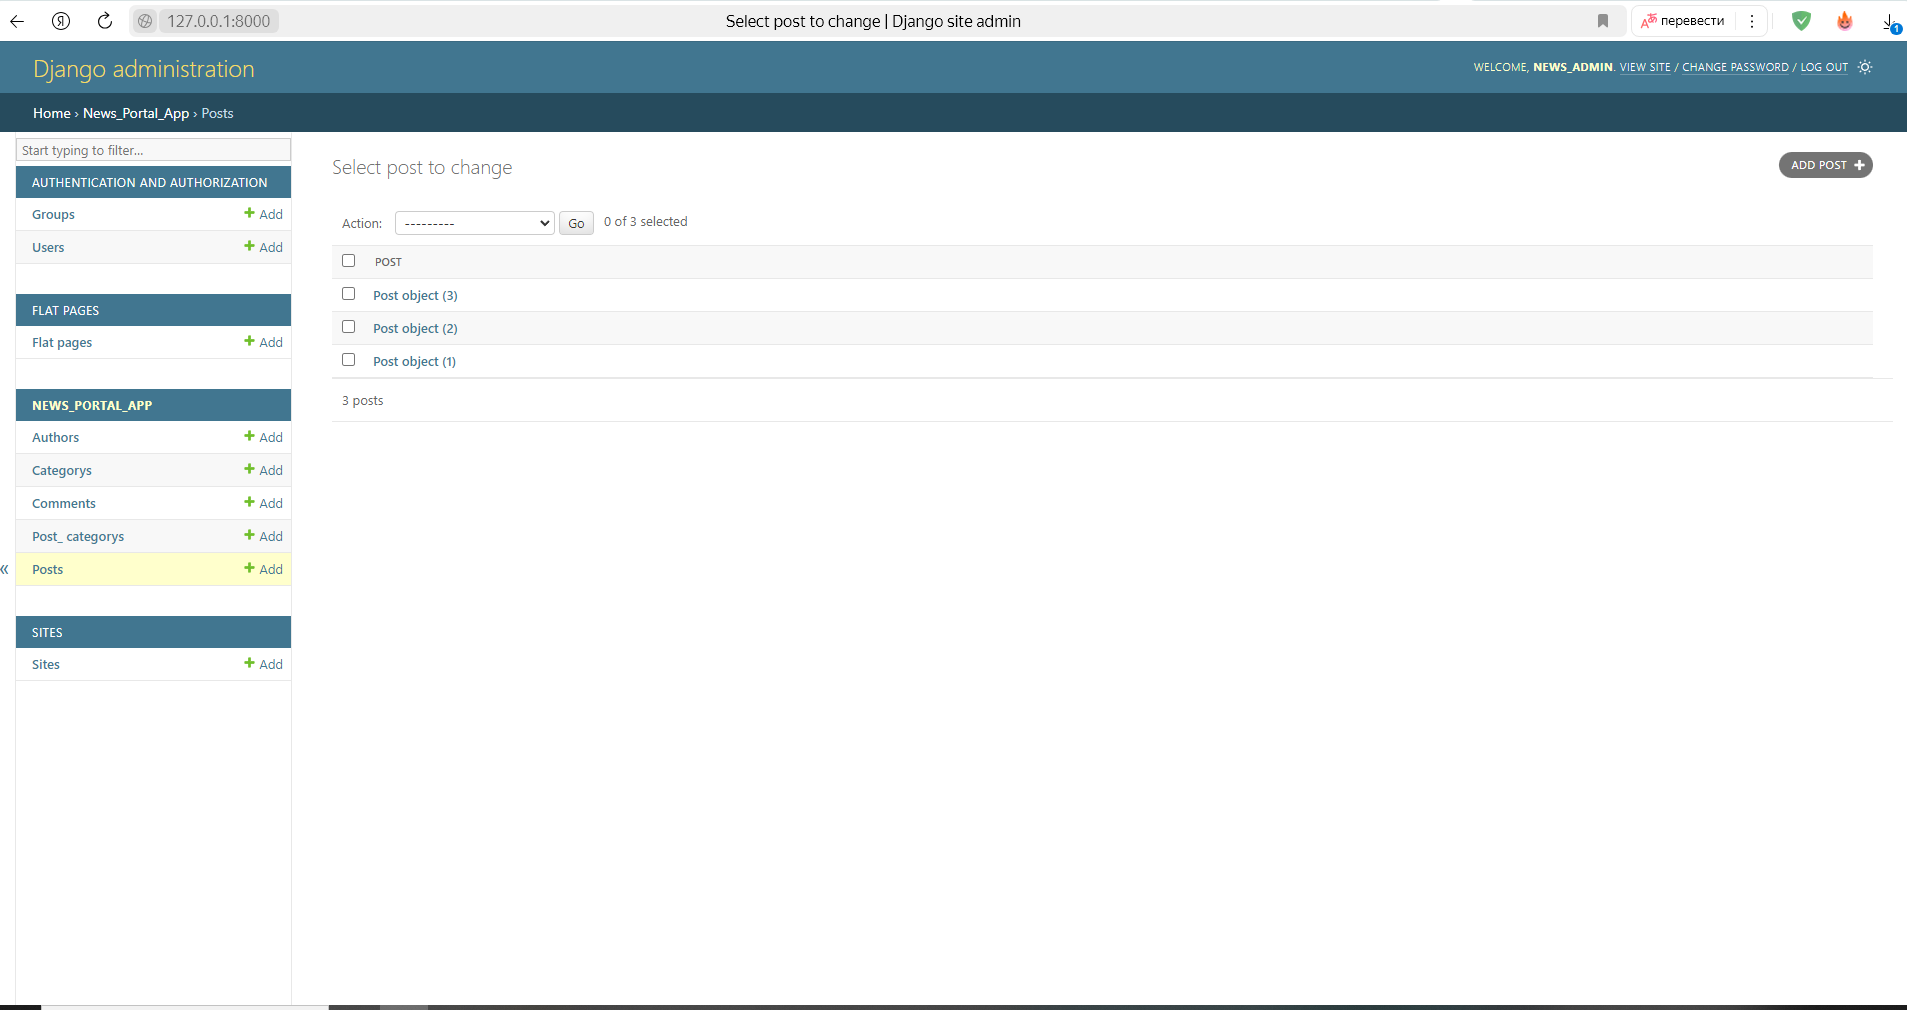 127.0.0.1:8000
Select post to change | Django site admin
перевести
1
Django administration
WELCOME, NEWS_ADMIN. VIEW SITE / CHANGE PASSWORD / LOG OUT
Home › News_Portal_App › Posts
Start typing to filter...
AUTHENTICATION AND AUTHORIZATION
Groups + Add
Users + Add
FLAT PAGES
Flat pages + Add
NEWS_PORTAL_APP
Authors + Add
Categorys + Add
Comments + Add
Post_ categorys + Add
Posts + Add
«
SITES
Sites + Add
Select post to change
ADD POST +
Action: --------- Go 0 of 3 selected
POST
Post object (3)
Post object (2)
Post object (1)
3 posts